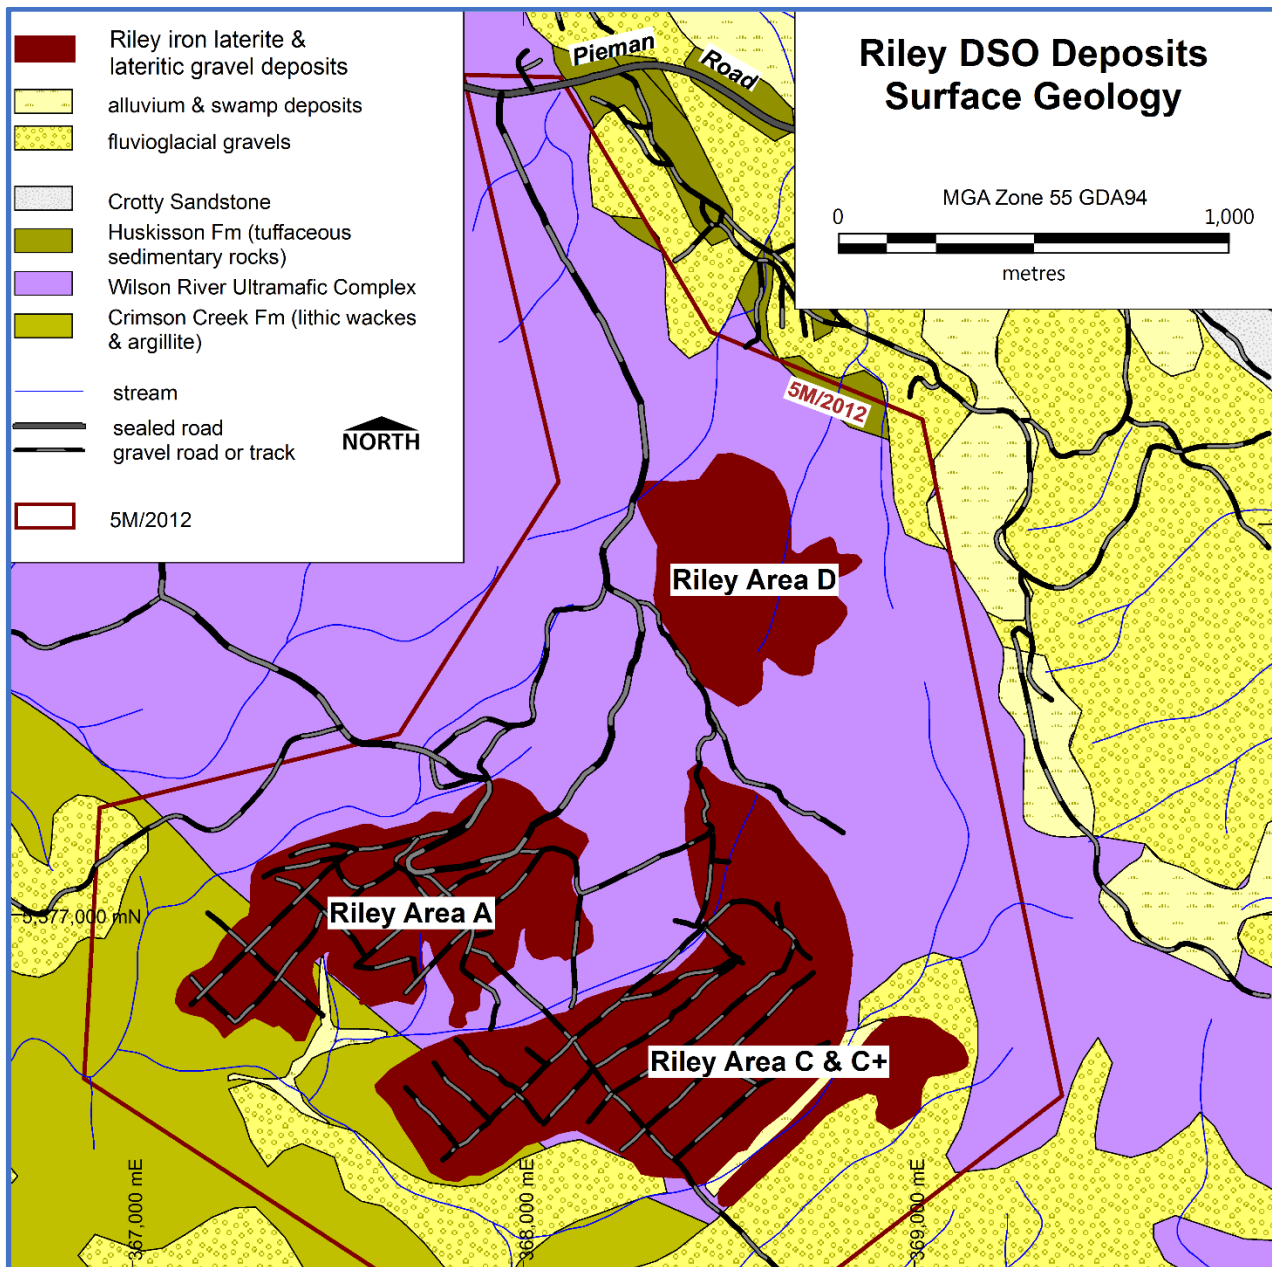 Riley iron laterite &
lateritic gravel deposits
alluvium & swamp deposits
fluvioglacial gravels
Crotty Sandstone
Huskisson Fm (tuffaceous
sedimentary rocks)
Wilson River Ultramafic Complex
Crimson Creek Fm (lithic wackes
& argillite)
stream
sealed road
gravel road or track
NORTH
5M/2012
Pieman
Road
Riley DSO Deposits
Surface Geology
MGA Zone 55 GDA94
0 1,000
metres
5M/2012
Riley Area D
Riley Area A
5,377,000 mN
Riley Area C & C+
367,000 mE
368,000 mE
369,000 mE